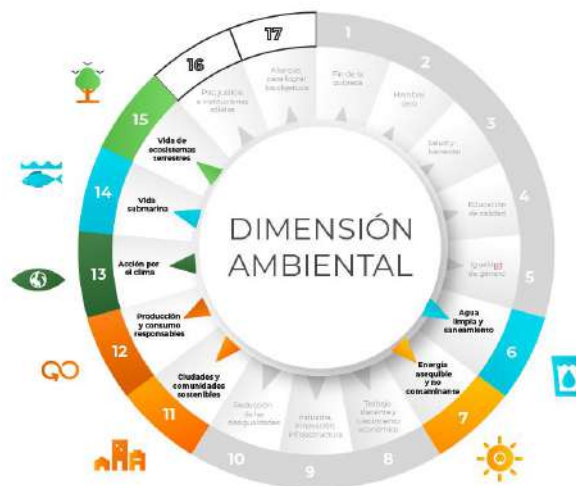 DIMENSIÓN
AMBIENTAL
1
Fin de la
pobreza
2
Hambre
cero
3
Salud y
bienestar
4
Educación
de calidad
5
de género
6
Agua
limpia y
saneamiento
7
Energía
asequible
y no
contaminante
8
Trabajo
decente y
crecimiento
económico
9
Industria,
innovación,
infraestructura
10
Reducción
de las
desigualdades
11
Ciudades y
comunidades
sostenibles
12
Producción
y consumo
responsables
13
Acción por
el clima
14
Vida
submarina
15
Vida de
ecosistemas
terrestres
16
Paz, justicia,
e instituciones
sólidas
17
Alianzas
para lograr
los objetivos